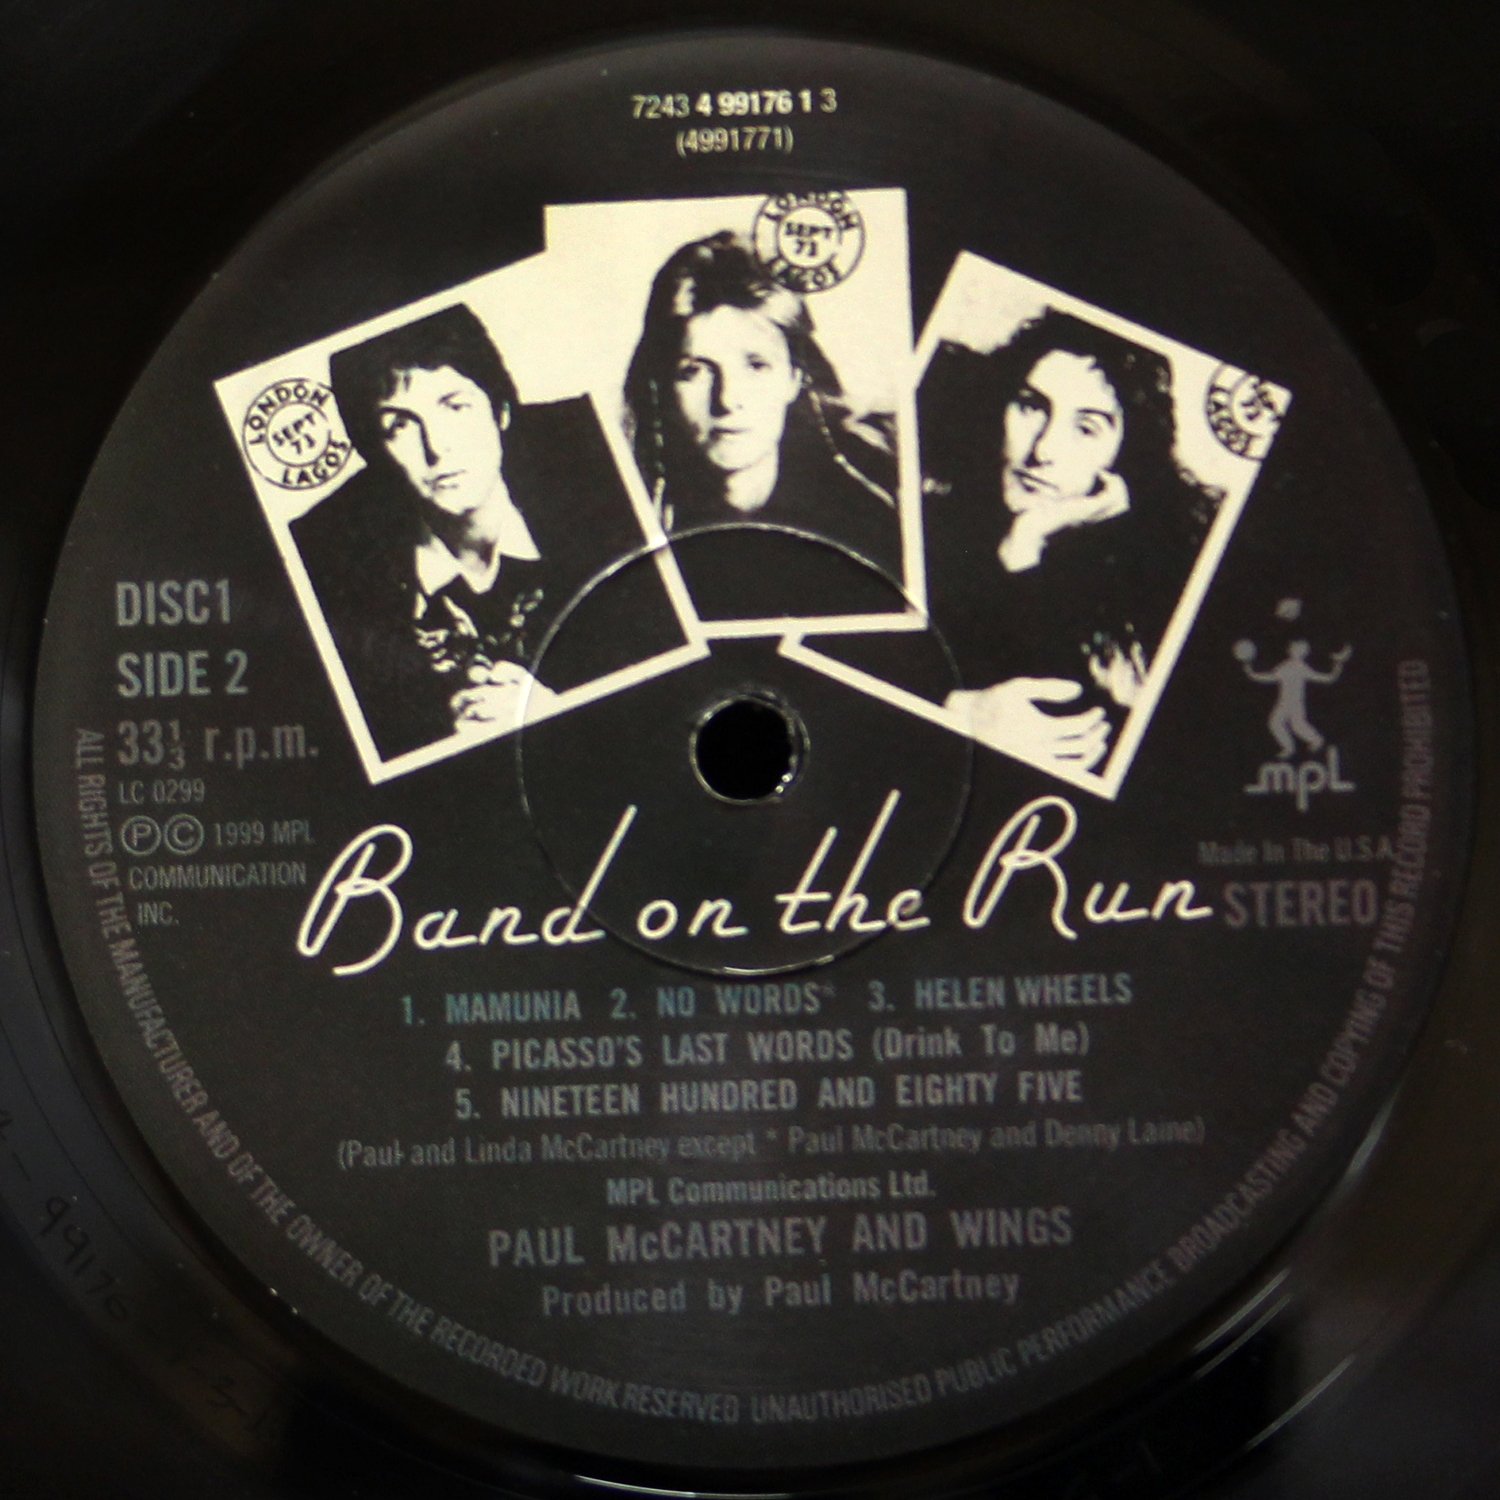 7243 4 99176 1 3
(4991771)
LONDON
SEPT
73
LAGOS
LONDON
SEPT
73
LAGOS
73
LAGOS
DISC1
SIDE 2
33⅓ r.p.m.
LC 0299
Ⓟ© 1999 MPL
COMMUNICATION
INC.
mpL
Made In The U.S.A.
STEREO
Band on the Run
1. MAMUNIA 2. NO WORDS* 3. HELEN WHEELS
4. PICASSO'S LAST WORDS (Drink To Me)
5. NINETEEN HUNDRED AND EIGHTY FIVE
(Paul and Linda McCartney except * Paul McCartney and Denny Laine)
MPL Communications Ltd.
PAUL McCARTNEY AND WINGS
Produced by Paul McCartney
ALL RIGHTS OF THE MANUFACTURER AND OF THE OWNER OF THE RECORDED WORK RESERVED UNAUTHORISED PUBLIC PERFORMANCE BROADCASTING AND COPYING OF THIS RECORD PROHIBITED